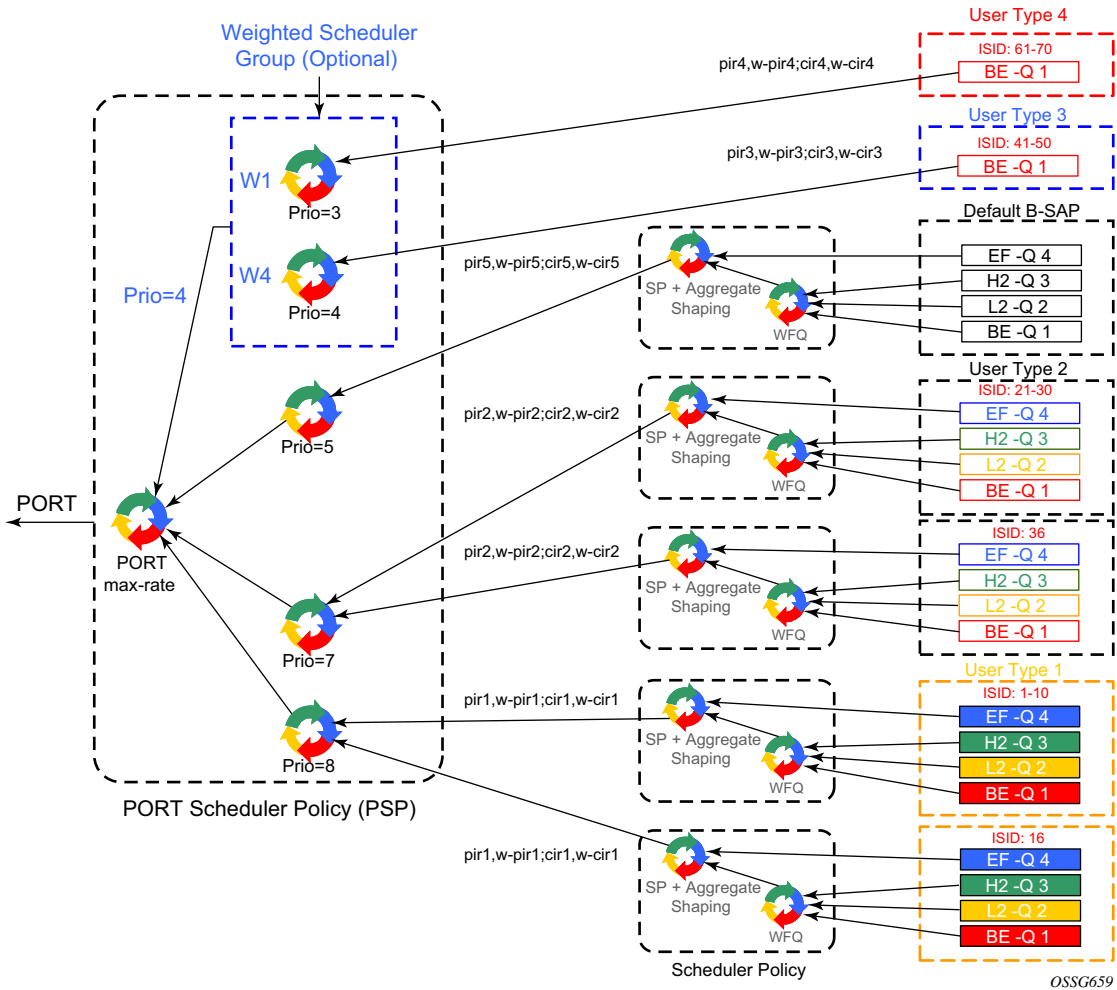 User Type 4
ISID: 61-70
BE -Q 1
pir4,w-pir4;cir4,w-cir4
Weighted Scheduler
Group (Optional)
User Type 3
ISID: 41-50
BE -Q 1
pir3,w-pir3;cir3,w-cir3
W1
Prio=3
W4
Prio=4
Prio=4
Default B-SAP
EF -Q 4
H2 -Q 3
L2 -Q 2
BE -Q 1
SP + Aggregate
Shaping
WFQ
pir5,w-pir5;cir5,w-cir5
Prio=5
User Type 2
ISID: 21-30
EF -Q 4
H2 -Q 3
L2 -Q 2
BE -Q 1
SP + Aggregate
Shaping
WFQ
pir2,w-pir2;cir2,w-cir2
PORT
PORT
max-rate
ISID: 36
EF -Q 4
H2 -Q 3
L2 -Q 2
BE -Q 1
SP + Aggregate
Shaping
WFQ
pir2,w-pir2;cir2,w-cir2
Prio=7
User Type 1
ISID: 1-10
EF -Q 4
H2 -Q 3
L2 -Q 2
BE -Q 1
SP + Aggregate
Shaping
WFQ
pir1,w-pir1;cir1,w-cir1
Prio=8
PORT Scheduler Policy (PSP)
ISID: 16
EF -Q 4
H2 -Q 3
L2 -Q 2
BE -Q 1
SP + Aggregate
Shaping
WFQ
pir1,w-pir1;cir1,w-cir1
Scheduler Policy
OSSG659